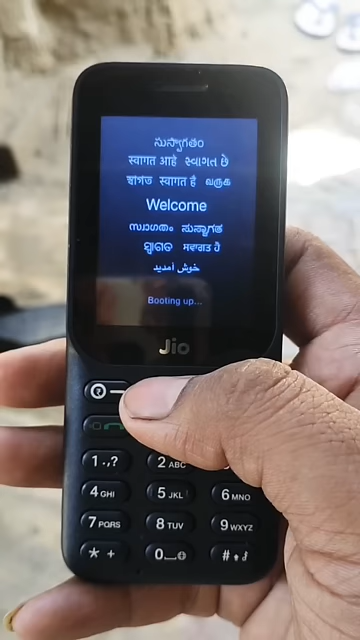 సుస్వాగతం
स्वागत आहे સ્વાગત છે
স্বাগত स्वागत है வருக
Welcome
സ്വാഗതം ಸುಸ್ವಾಗತ
ସ୍ୱାଗତ ਸਵਾਗਤ ਹੈ
خوش آمدید
Booting up...
Jio
1 .,? 2 ABC
4 GHI 5 JKL 6 MNO
7 PQRS 8 TUV 9 WXYZ
* + 0 #